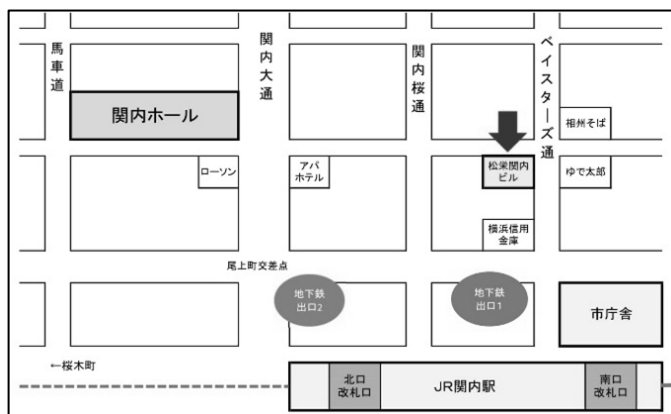 馬車道
関内大通
関内桜通
ベイスターズ通
関内ホール
相州そば
ローソン
アパ
ホテル
松栄関内
ビル
ゆで太郎
横浜信用
金庫
尾上町交差点
地下鉄
出口2
地下鉄
出口1
市庁舎
←桜木町
北口
改札口
JR関内駅
南口
改札口